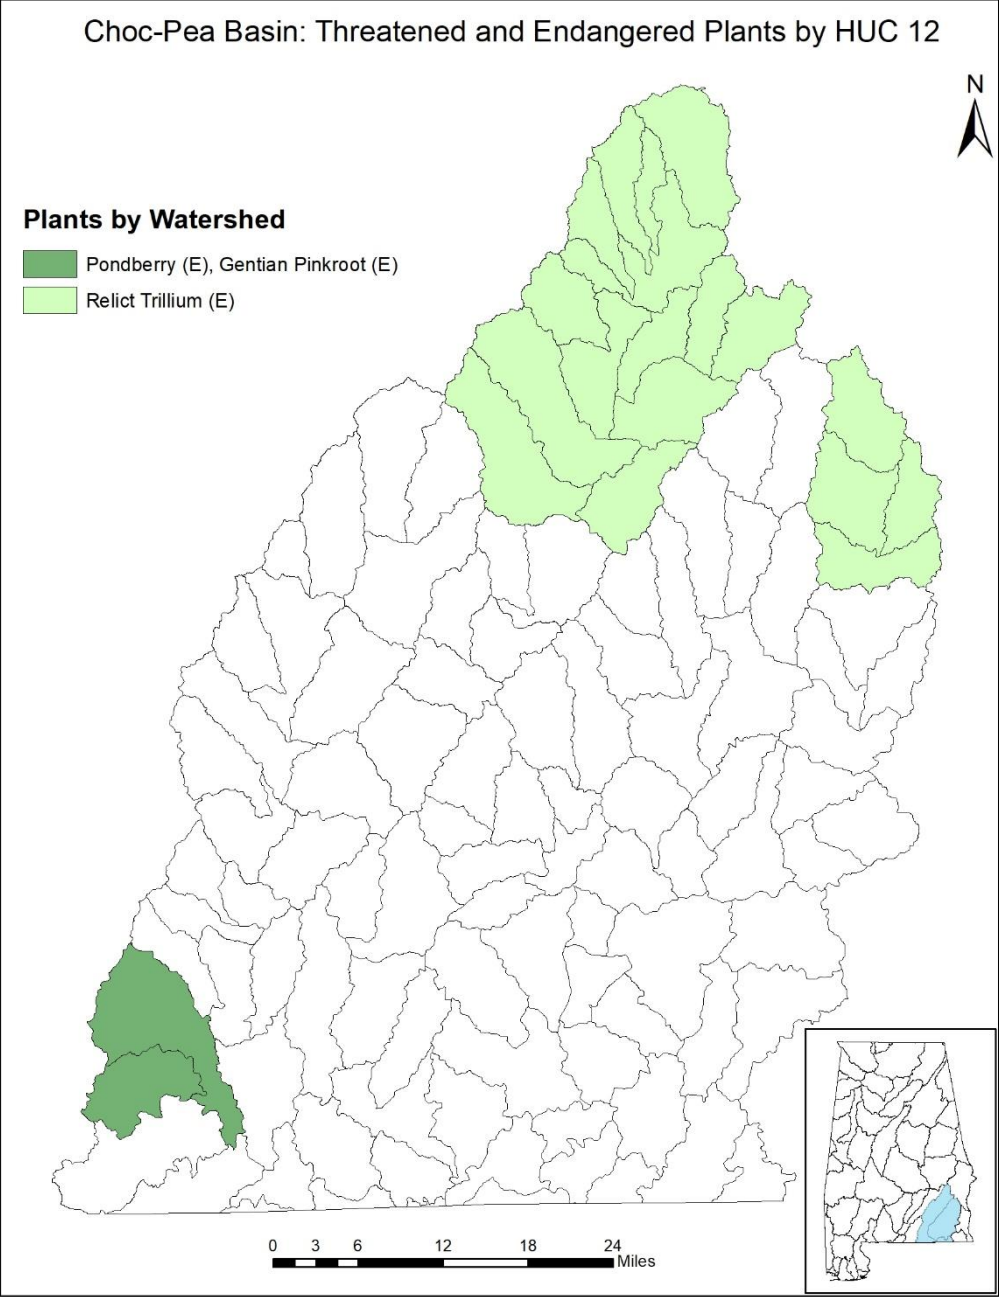 Choc-Pea Basin: Threatened and Endangered Plants by HUC 12
N
Plants by Watershed
Pondberry (E), Gentian Pinkroot (E)
Relict Trillium (E)
0 3 6 12 18 24
Miles